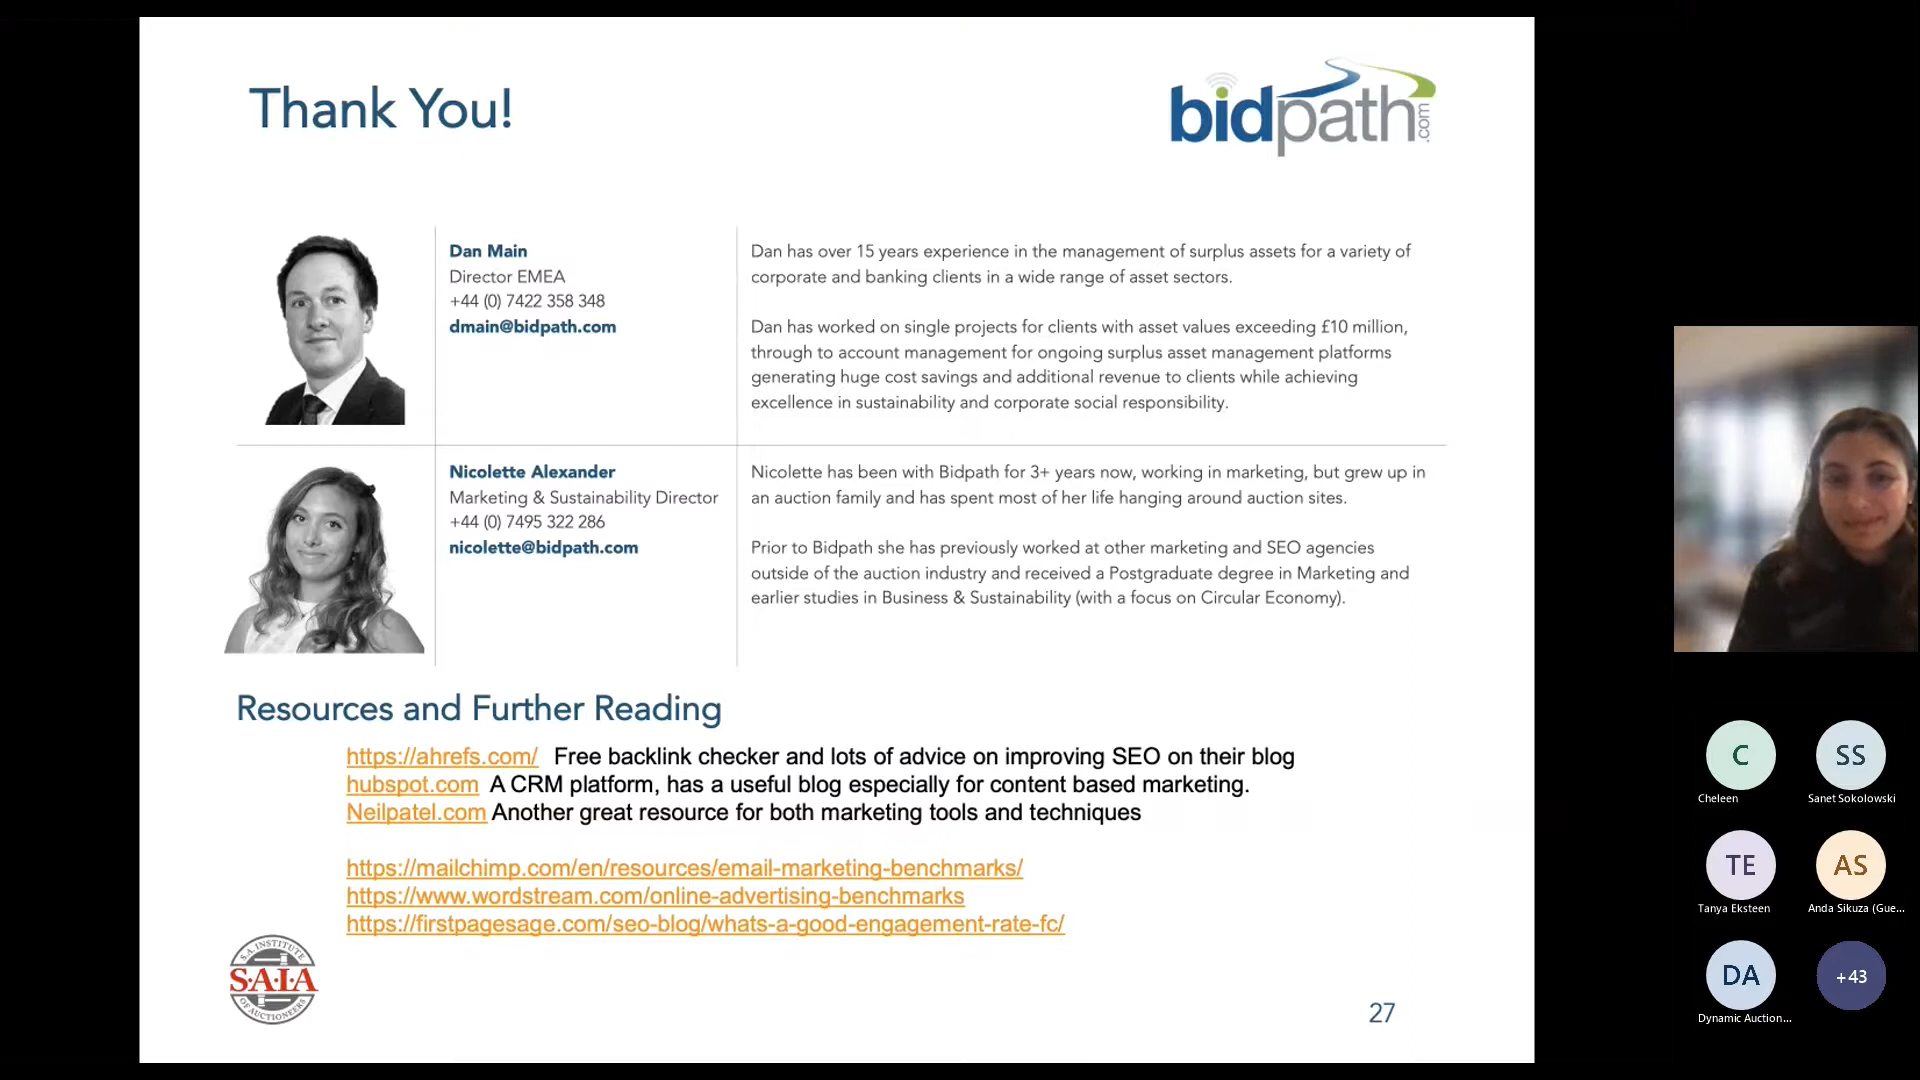 Thank You!
bidpath.com
Dan Main
Director EMEA
+44 (0) 7422 358 348
dmain@bidpath.com
Dan has over 15 years experience in the management of surplus assets for a variety of
corporate and banking clients in a wide range of asset sectors.
Dan has worked on single projects for clients with asset values exceeding £10 million,
through to account management for ongoing surplus asset management platforms
generating huge cost savings and additional revenue to clients while achieving
excellence in sustainability and corporate social responsibility.
Nicolette Alexander
Marketing & Sustainability Director
+44 (0) 7495 322 286
nicolette@bidpath.com
Nicolette has been with Bidpath for 3+ years now, working in marketing, but grew up in
an auction family and has spent most of her life hanging around auction sites.
Prior to Bidpath she has previously worked at other marketing and SEO agencies
outside of the auction industry and received a Postgraduate degree in Marketing and
earlier studies in Business & Sustainability (with a focus on Circular Economy).
Resources and Further Reading
https://ahrefs.com/ Free backlink checker and lots of advice on improving SEO on their blog
hubspot.com A CRM platform, has a useful blog especially for content based marketing.
Neilpatel.com Another great resource for both marketing tools and techniques
https://mailchimp.com/en/resources/email-marketing-benchmarks/
https://www.wordstream.com/online-advertising-benchmarks
https://firstpagesage.com/seo-blog/whats-a-good-engagement-rate-fc/
S.A. INSTITUTE
S·A·I·A
OF AUCTIONEERS
27
C
Cheleen
SS
Sanet Sokolowski
TE
Tanya Eksteen
AS
Anda Sikuza (Gue...
DA
Dynamic Auction...
+43